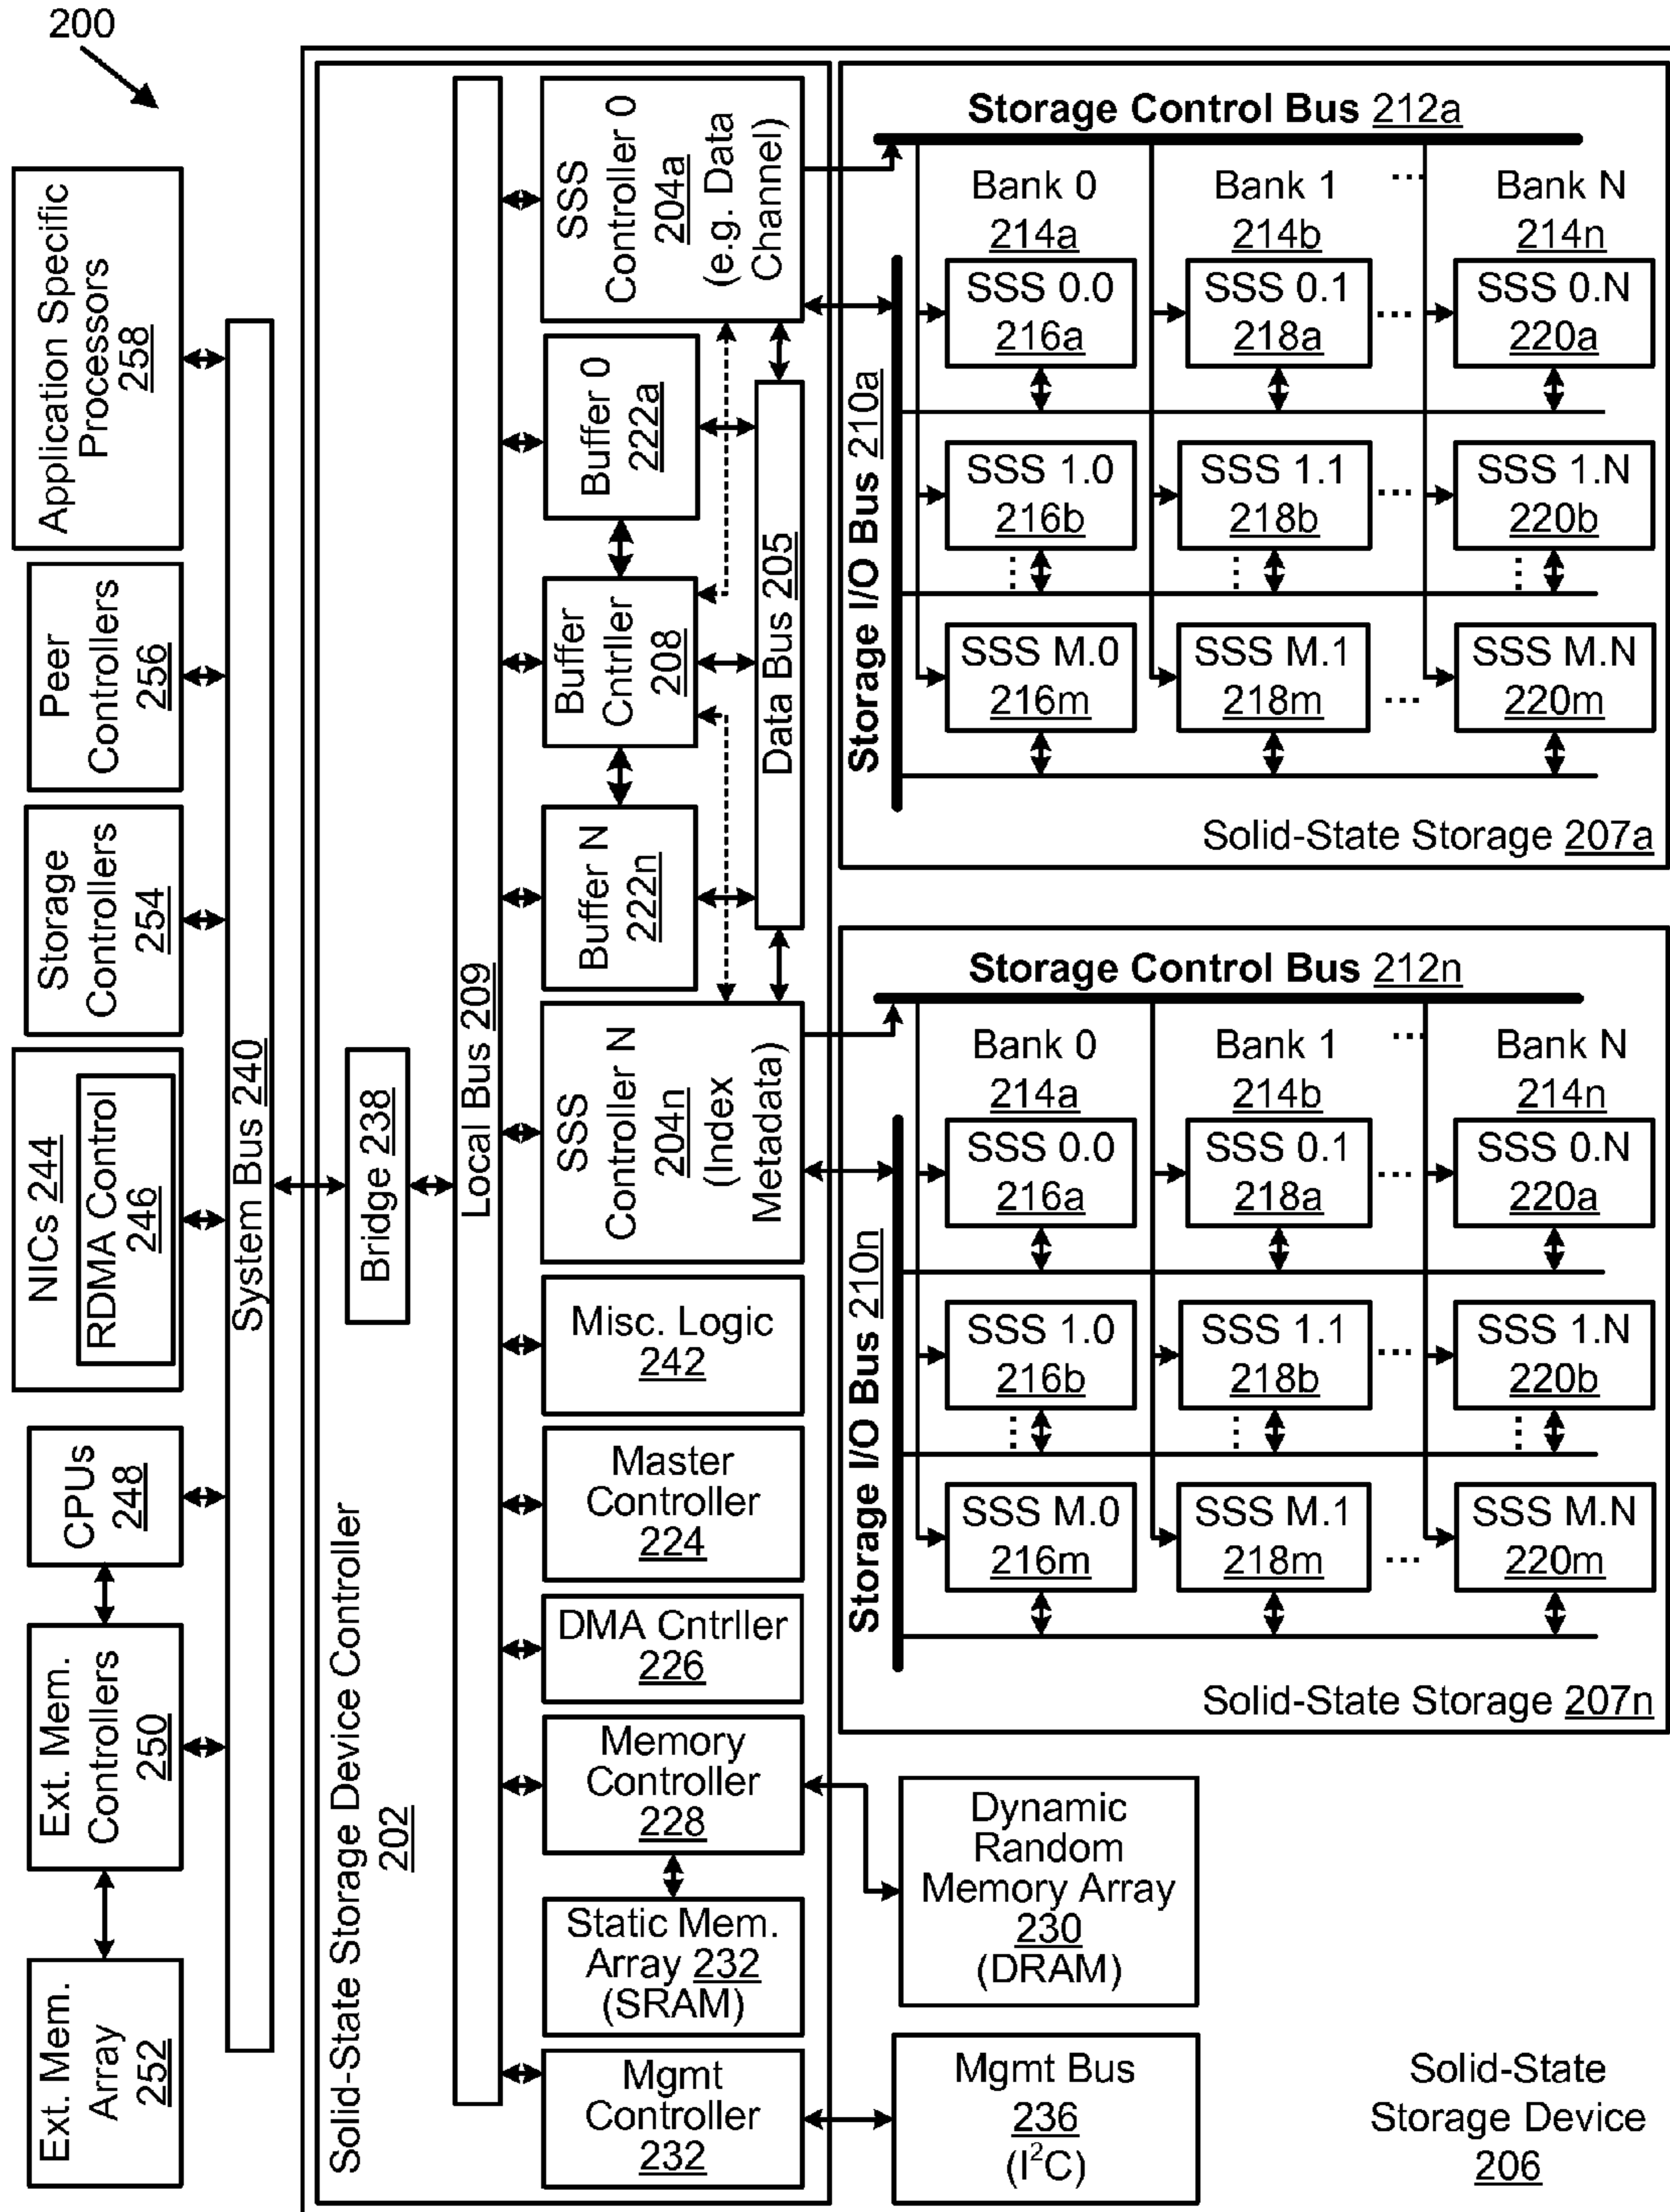 200
Application Specific
Processors
258
Peer
Controllers
256
Storage
Controllers
254
NICs 244
RDMA Control
246
CPUs
248
Ext. Mem.
Controllers
250
Ext. Mem.
Array
252
System Bus 240
Solid-State Storage Device Controller
202
Bridge 238
Local Bus 209
SSS
Controller 0
204a
(e.g. Data
Channel)
Buffer 0
222a
Buffer
Cntrller
208
Buffer N
222n
Data Bus 205
SSS
Controller N
204n
(Index
Metadata)
Misc. Logic
242
Master
Controller
224
DMA Cntrller
226
Memory
Controller
228
Static Mem.
Array 232
(SRAM)
Mgmt
Controller
232
Storage Control Bus 212a
Bank 0 Bank 1 ... Bank N
214a 214b 214n
Storage I/O Bus 210a
SSS 0.0 SSS 0.1 SSS 0.N
216a 218a ... 220a
SSS 1.0 SSS 1.1 SSS 1.N
216b 218b ... 220b
... ... ...
SSS M.0 SSS M.1 SSS M.N
216m 218m ... 220m
Solid-State Storage 207a
Storage Control Bus 212n
Bank 0 Bank 1 ... Bank N
214a 214b 214n
Storage I/O Bus 210n
SSS 0.0 SSS 0.1 SSS 0.N
216a 218a ... 220a
SSS 1.0 SSS 1.1 SSS 1.N
216b 218b ... 220b
... ... ...
SSS M.0 SSS M.1 SSS M.N
216m 218m ... 220m
Solid-State Storage 207n
Dynamic
Random
Memory Array
230
(DRAM)
Mgmt Bus
236
(I²C)
Solid-State
Storage Device
206